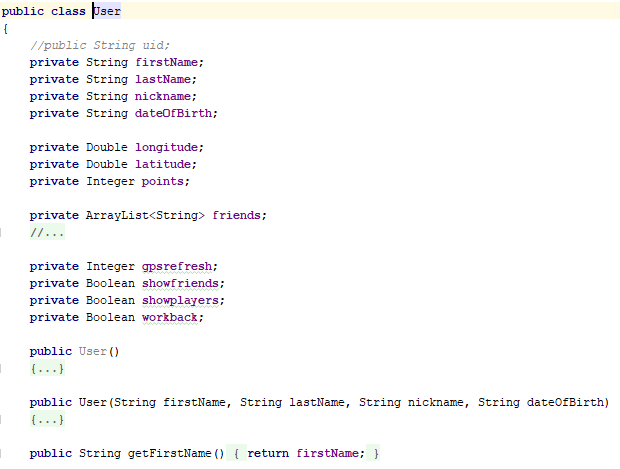 public class User
{
//public String uid;
private String firstName;
private String lastName;
private String nickname;
private String dateOfBirth;
private Double longitude;
private Double latitude;
private Integer points;
private ArrayList<String> friends;
//...
private Integer gpsrefresh;
private Boolean showfriends;
private Boolean showplayers;
private Boolean workback;
public User()
{...}
public User(String firstName, String lastName, String nickname, String dateOfBirth)
{...}
public String getFirstName() { return firstName; }